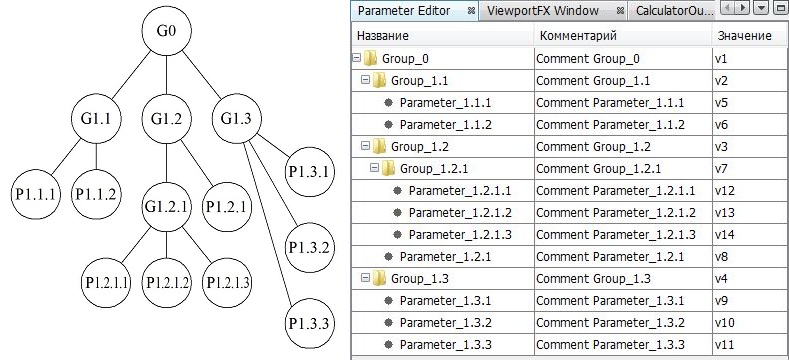 G0
G1.1 G1.2 G1.3
P1.3.1
P1.1.1 P1.1.2 G1.2.1 P1.2.1
P1.3.2
P1.2.1.1 P1.2.1.2 P1.2.1.3
P1.3.3
Parameter Editor ViewportFX Window CalculatorOu...
Название Комментарий Значение
Group_0 Comment Group_0 v1
Group_1.1 Comment Group_1.1 v2
Parameter_1.1.1 Comment Parameter_1.1.1 v5
Parameter_1.1.2 Comment Parameter_1.1.2 v6
Group_1.2 Comment Group_1.2 v3
Group_1.2.1 Comment Group_1.2.1 v7
Parameter_1.2.1.1 Comment Parameter_1.2.1.1 v12
Parameter_1.2.1.2 Comment Parameter_1.2.1.2 v13
Parameter_1.2.1.3 Comment Parameter_1.2.1.3 v14
Parameter_1.2.1 Comment Parameter_1.2.1 v8
Group_1.3 Comment Group_1.3 v4
Parameter_1.3.1 Comment Parameter_1.3.1 v9
Parameter_1.3.2 Comment Parameter_1.3.2 v10
Parameter_1.3.3 Comment Parameter_1.3.3 v11